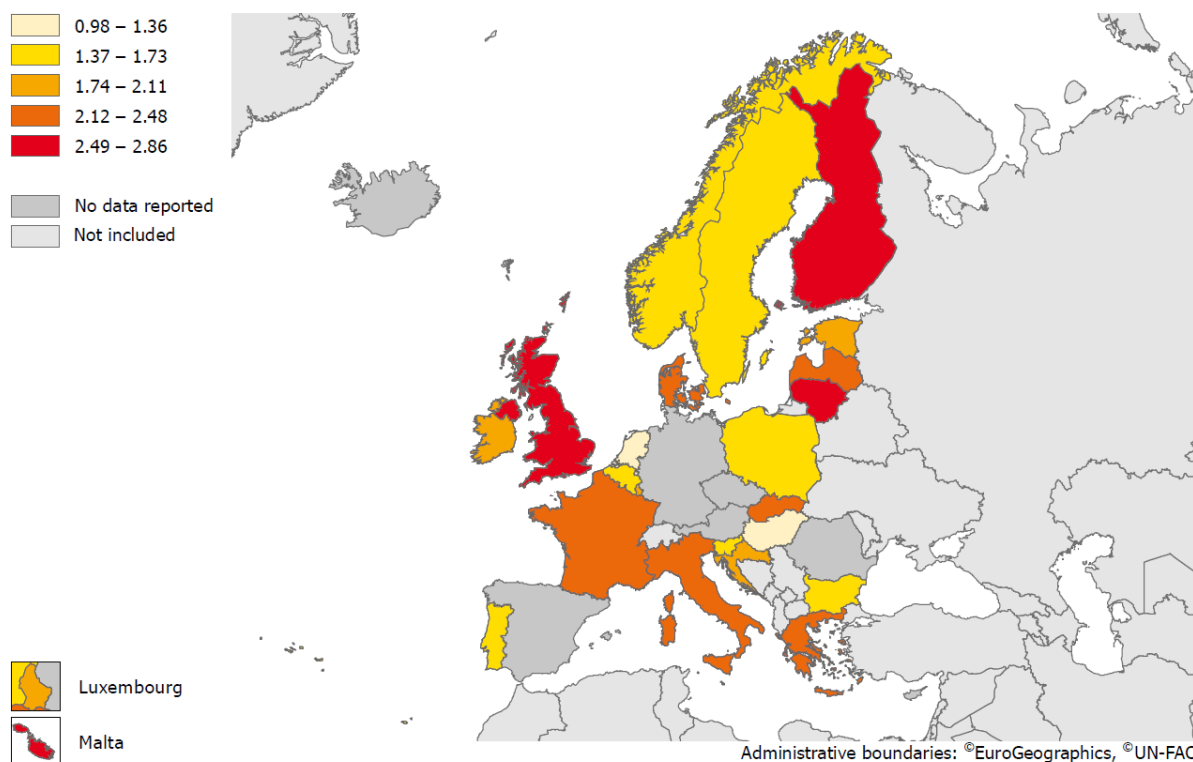 0.98 – 1.36
1.37 – 1.73
1.74 – 2.11
2.12 – 2.48
2.49 – 2.86
No data reported
Not included
Luxembourg
Malta
Administrative boundaries: ©EuroGeographics, ©UN-FAO